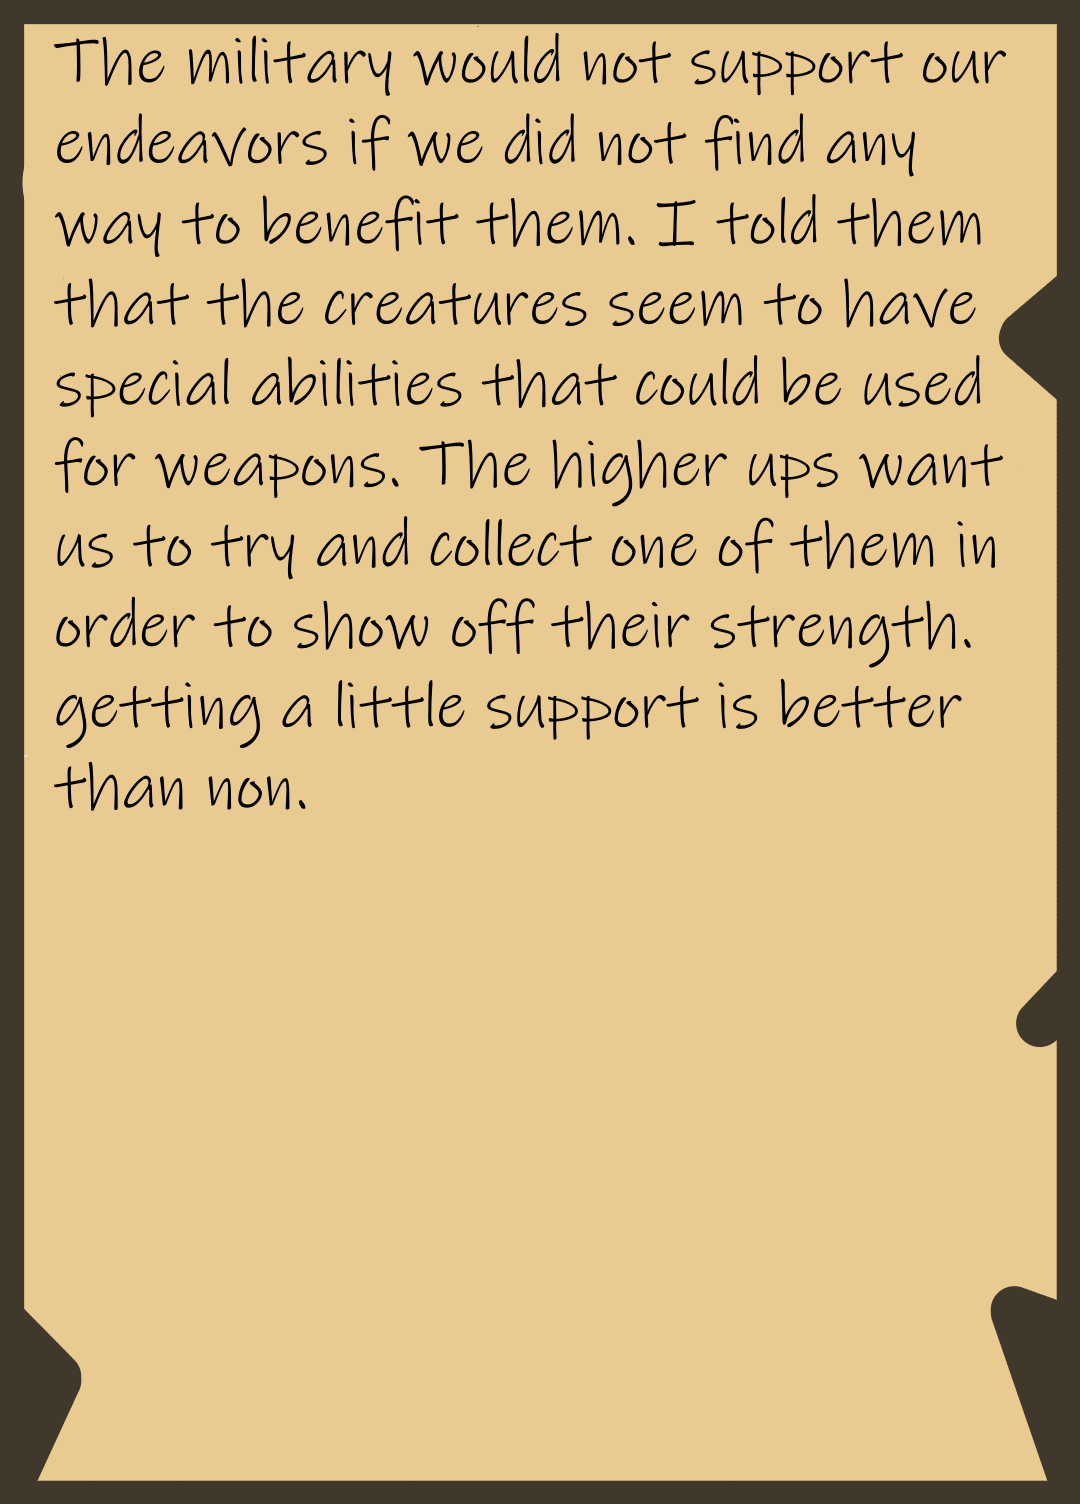 The military would not support our
endeavors if we did not find any
way to benefit them. I told them
that the creatures seem to have
special abilities that could be used
for weapons. The higher ups want
us to try and collect one of them in
order to show off their strength.
getting a little support is better
than non.